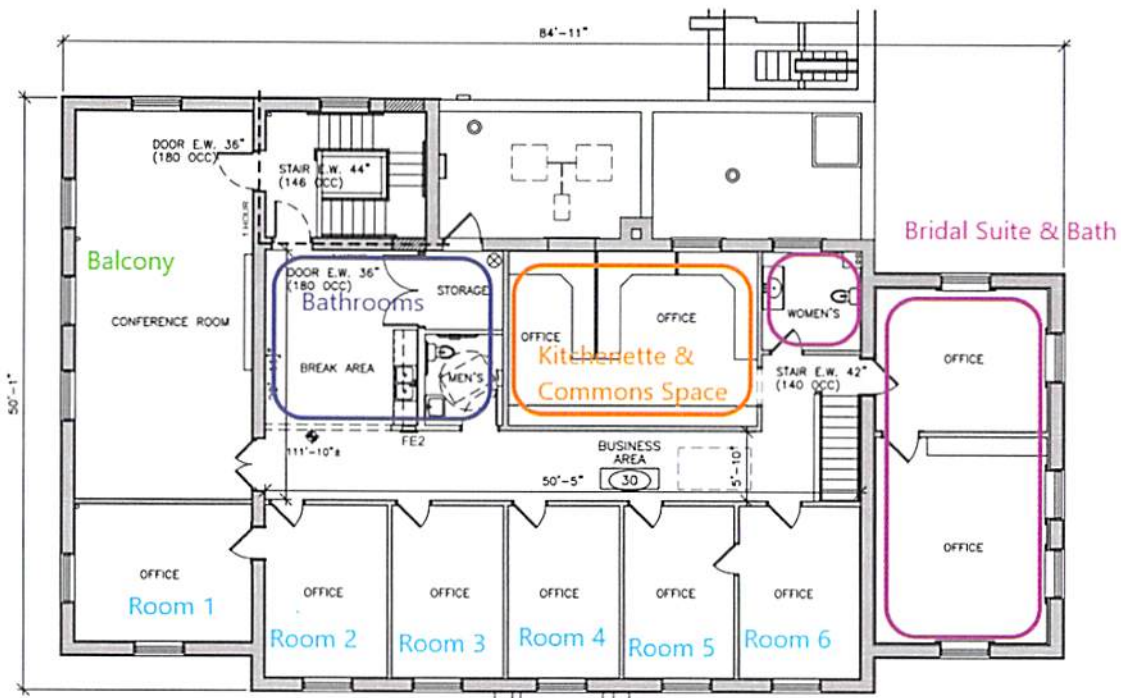 84'-11"
DOOR E.W. 36"
(180 OCC)
STAIR E.W. 44"
(146 OCC)
1 HOUR
Bridal Suite & Bath
Balcony
DOOR E.W. 36"
(180 OCC)
Bathrooms
STORAGE
WOMEN'S
CONFERENCE ROOM
OFFICE
OFFICE
OFFICE
Kitchenette &
Commons Space
BREAK AREA
MEN'S
STAIR E.W. 42"
(140 OCC)
50'-1"
FE2
111'-10"±
BUSINESS
AREA
30
50'-5"
5'-10"
OFFICE
OFFICE
Room 1
OFFICE
Room 2
OFFICE
Room 3
OFFICE
Room 4
OFFICE
Room 5
OFFICE
Room 6